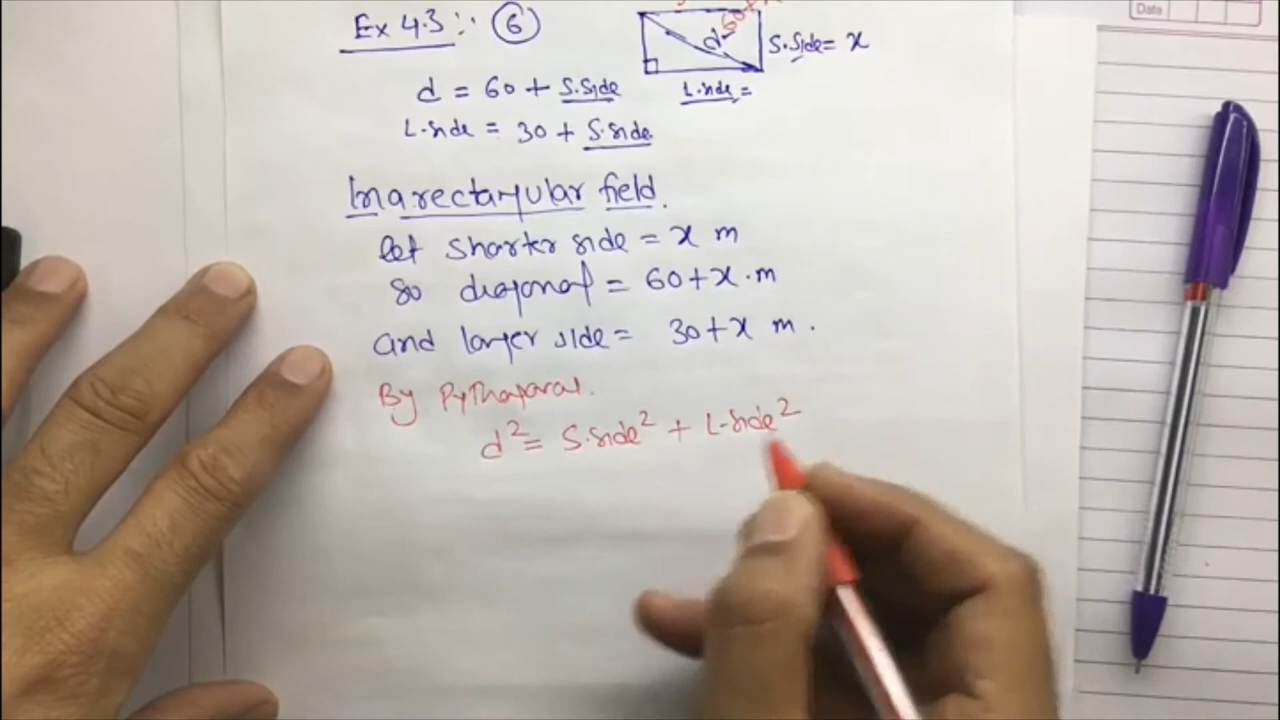 Ex 4.3 :- 6
60+x
d
S.Side = x
L.side =
d = 60 + S.Side
L.side = 30 + S.side
In a rectangular field.
let Shorter side = x m
So diagonal = 60+x.m
and larger side = 30+x m.
By Pythagoras.
d² = S.side² + L.side²
Date